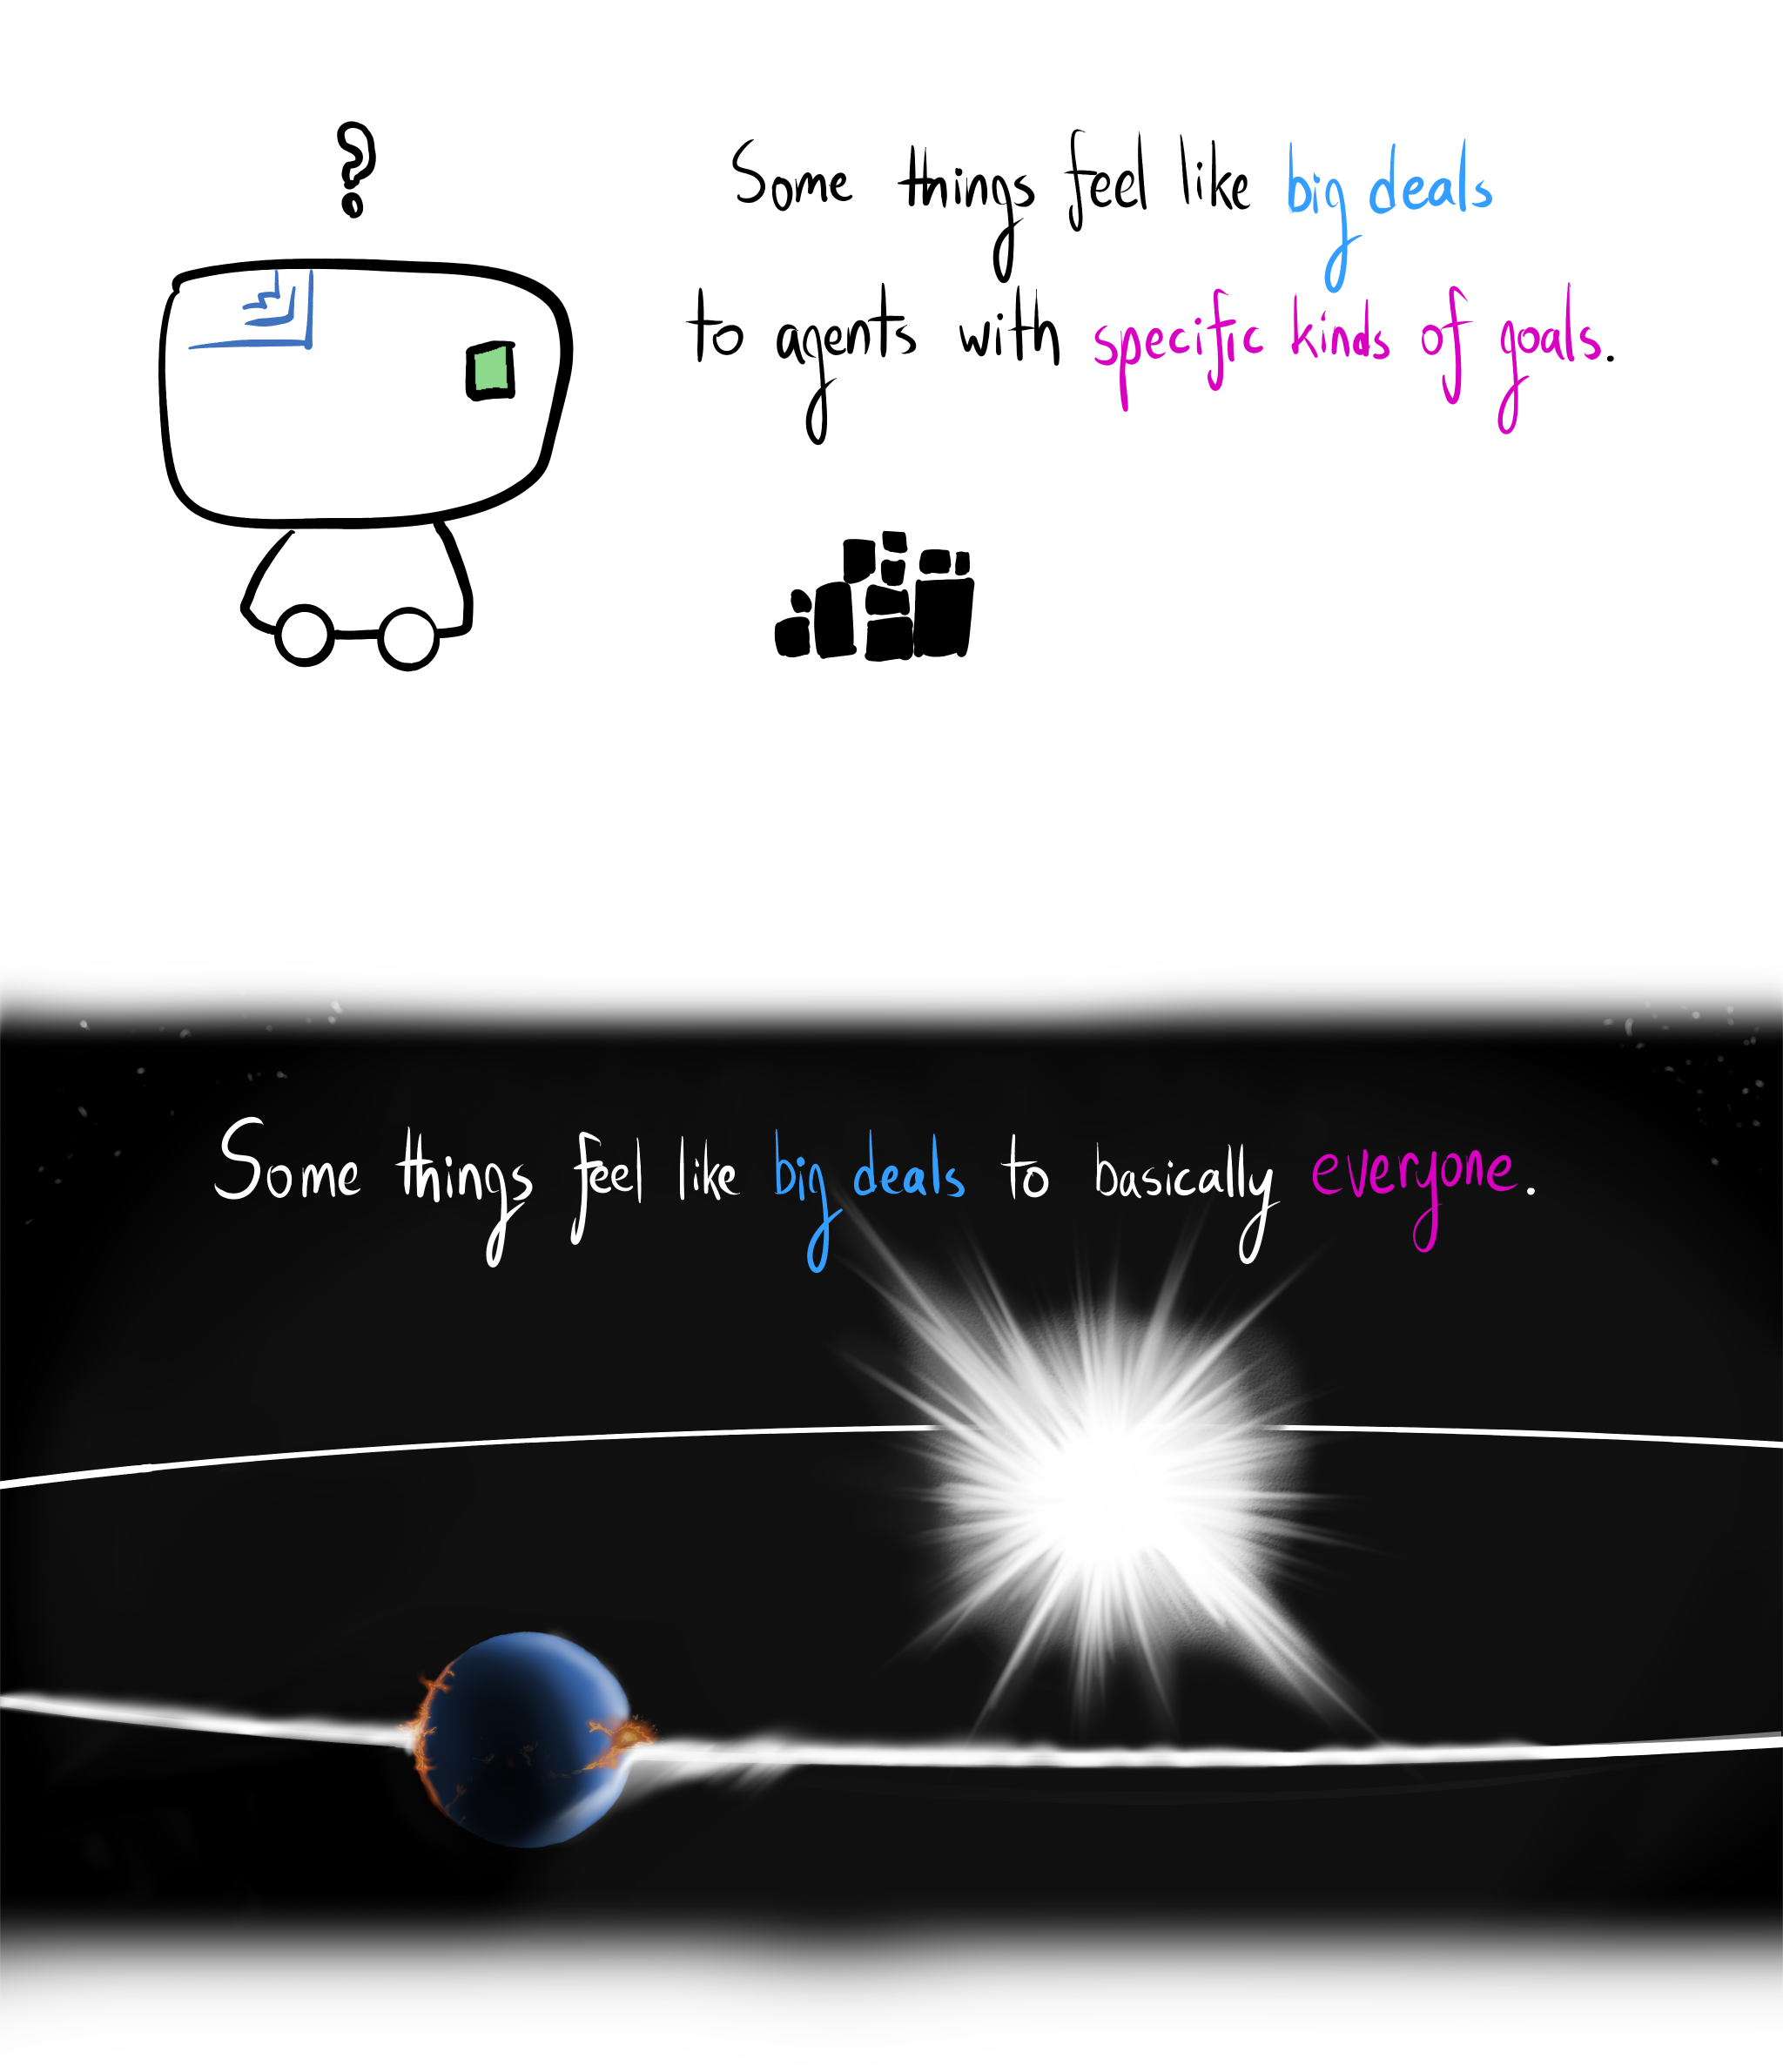 ?
Some things feel like big deals
to agents with specific kinds of goals.
Some things feel like big deals to basically everyone.